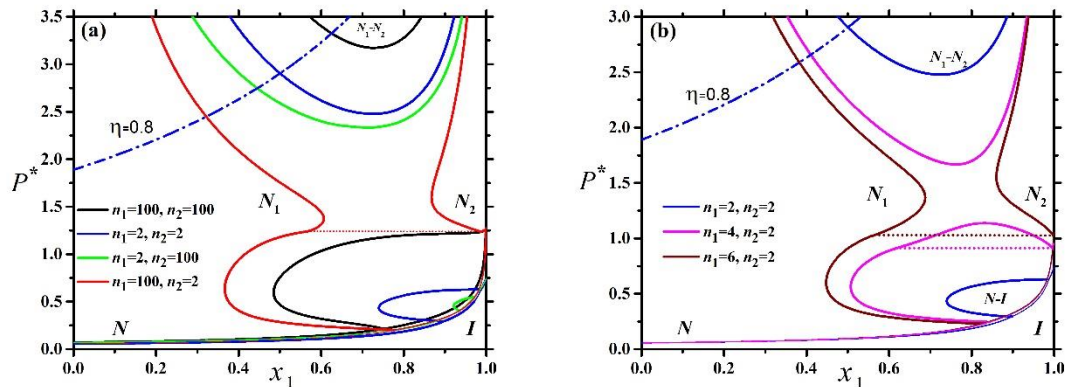 (a)
3.5
3.0
2.5
2.0
1.5
1.0
0.5
0.0
P*
N₁-N₂
η=0.8
N₁
N₂
n₁=100, n₂=100
n₁=2, n₂=2
n₁=2, n₂=100
n₁=100, n₂=2
N
I
0.0 0.2 0.4 0.6 0.8 1.0
x₁
(b)
3.0
2.5
2.0
1.5
1.0
0.5
0.0
P*
N₁-N₂
η=0.8
N₁
N₂
n₁=2, n₂=2
n₁=4, n₂=2
n₁=6, n₂=2
N-I
N
I
0.0 0.2 0.4 0.6 0.8 1.0
x₁